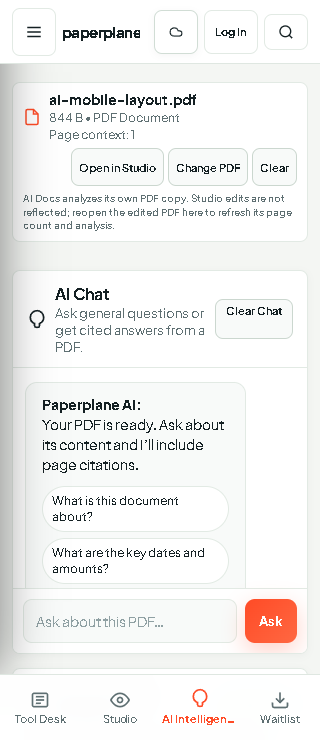 paperplane
Log In
ai-mobile-layout.pdf
844 B • PDF Document
Page context: 1
Open in Studio
Change PDF
Clear
AI Docs analyzes its own PDF copy. Studio edits are not
reflected; reopen the edited PDF here to refresh its page
count and analysis.
AI Chat
Ask general questions or
get cited answers from a
PDF.
Clear Chat
Paperplane AI:
Your PDF is ready. Ask about
its content and I'll include
page citations.
What is this document
about?
What are the key dates and
amounts?
Ask about this PDF...
Ask
Tool Desk
Studio
AI Intelligen...
Waitlist